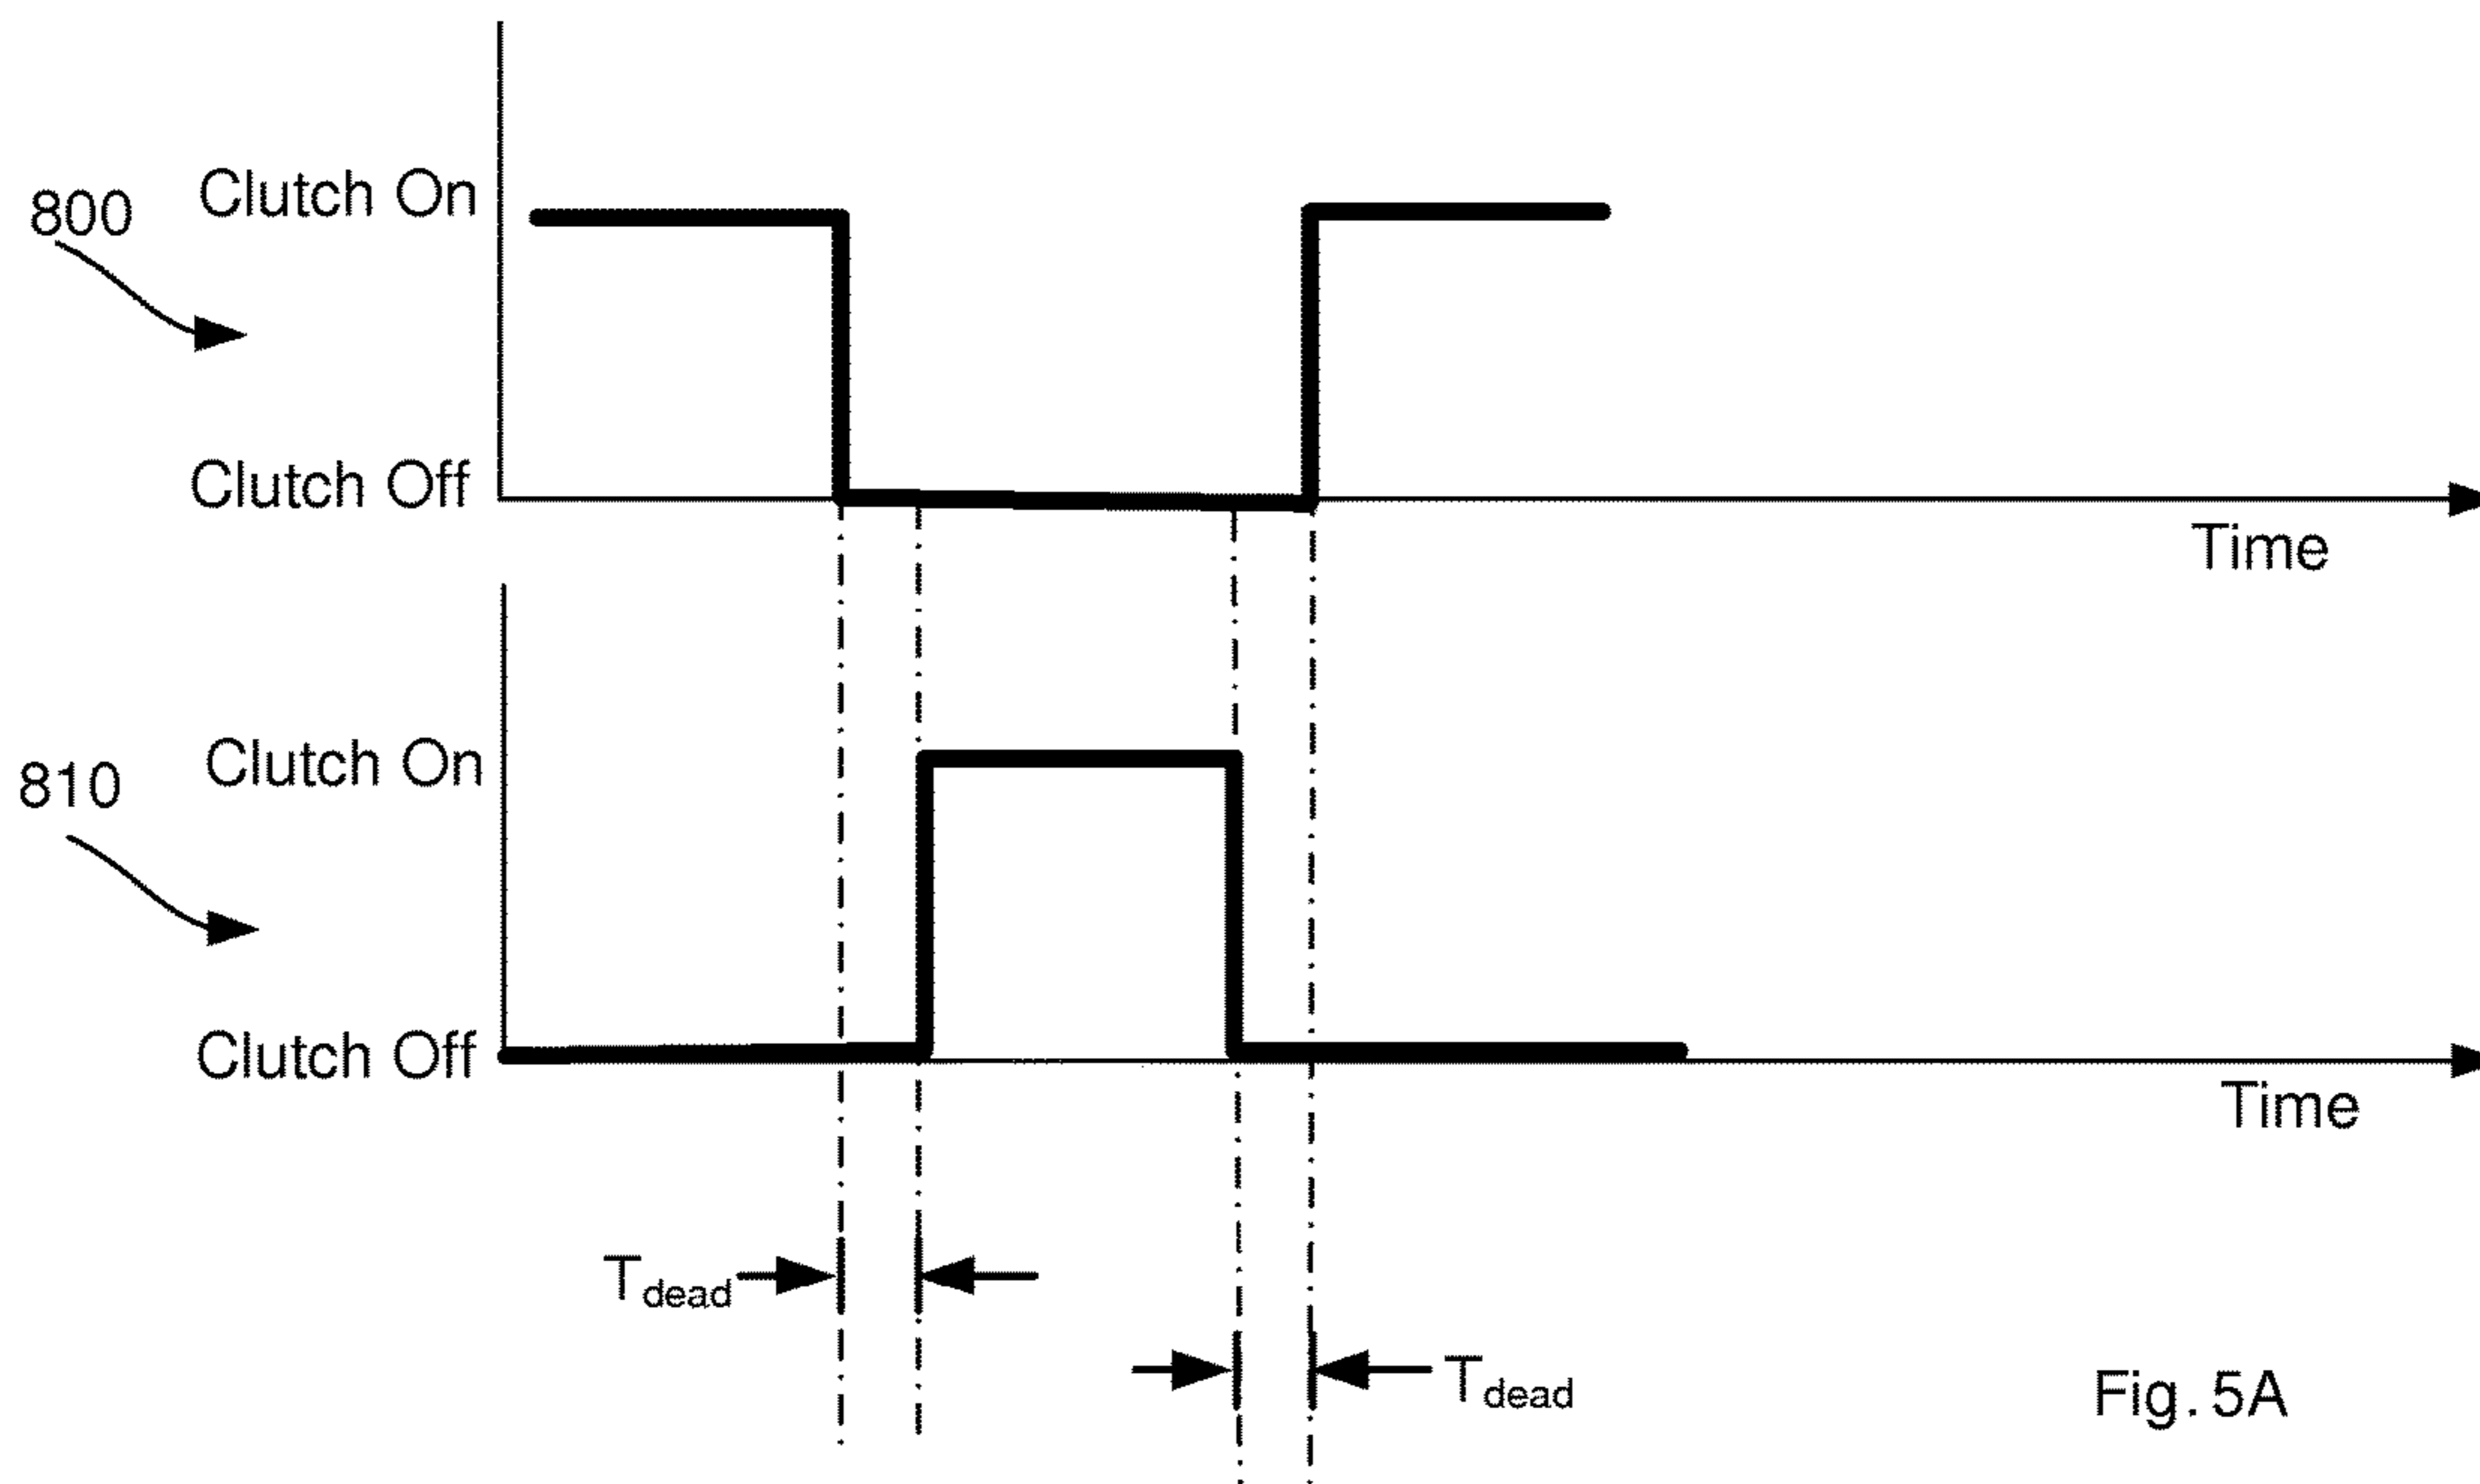 800
Clutch On
Clutch Off
Time
810
Clutch On
Clutch Off
Time
Tdead
Tdead
Fig. 5A